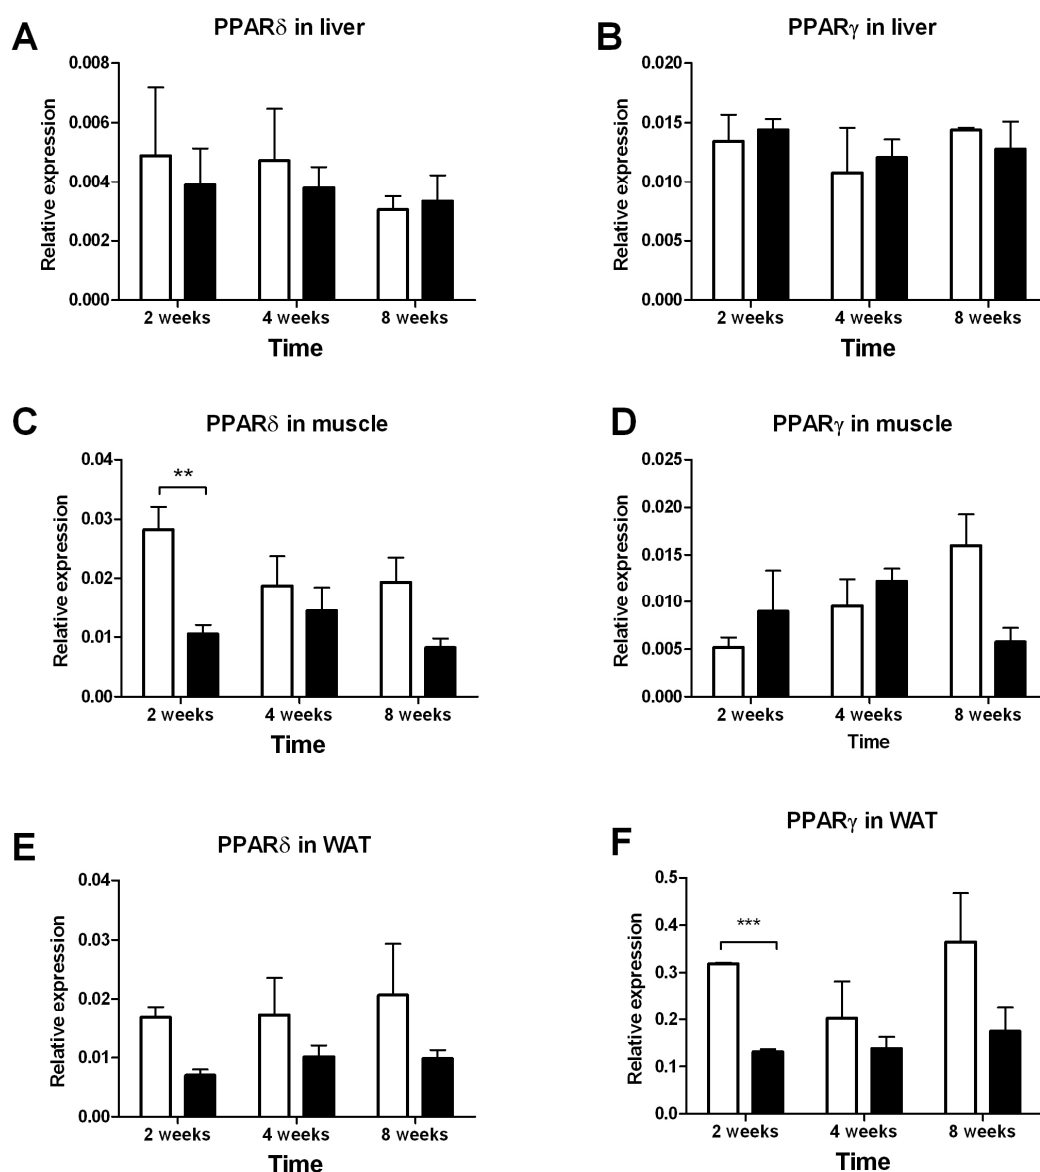 A
PPARδ in liver
Relative expression
0.008
0.006
0.004
0.002
0.000
2 weeks 4 weeks 8 weeks
Time
B
PPARγ in liver
Relative expression
0.020
0.015
0.010
0.005
0.000
2 weeks 4 weeks 8 weeks
Time
C
PPARδ in muscle
Relative expression
0.04
0.03
0.02
0.01
0.00
**
2 weeks 4 weeks 8 weeks
Time
D
PPARγ in muscle
Relative expression
0.025
0.020
0.015
0.010
0.005
0.000
2 weeks 4 weeks 8 weeks
Time
E
PPARδ in WAT
Relative expression
0.04
0.03
0.02
0.01
0.00
2 weeks 4 weeks 8 weeks
Time
F
PPARγ in WAT
Relative expression
0.5
0.4
0.3
0.2
0.1
0.0
***
2 weeks 4 weeks 8 weeks
Time